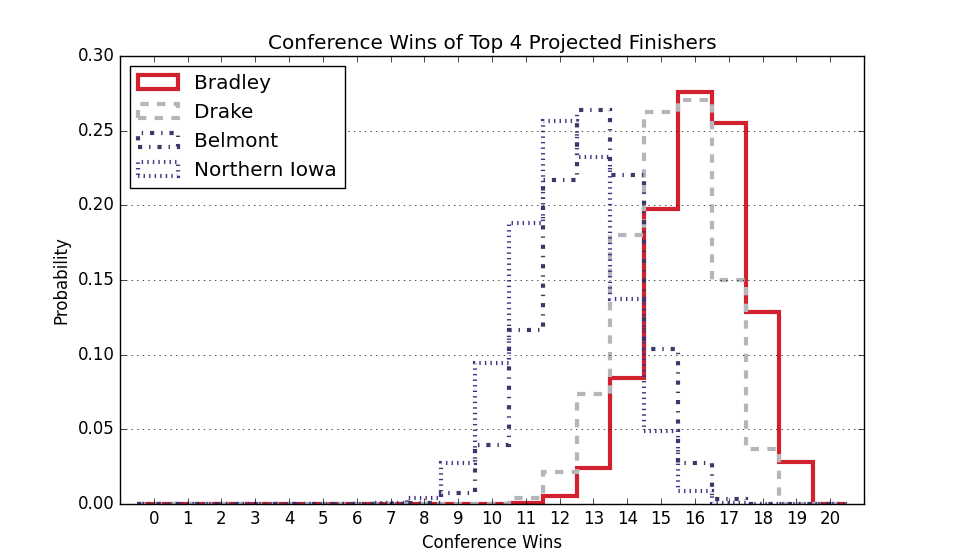 Conference Wins of Top 4 Projected Finishers
0.30
0.25
0.20
0.15
0.10
0.05
0.00
Probability
Bradley
Drake
Belmont
Northern Iowa
0 1 2 3 4 5 6 7 8 9 10 11 12 13 14 15 16 17 18 19 20
Conference Wins